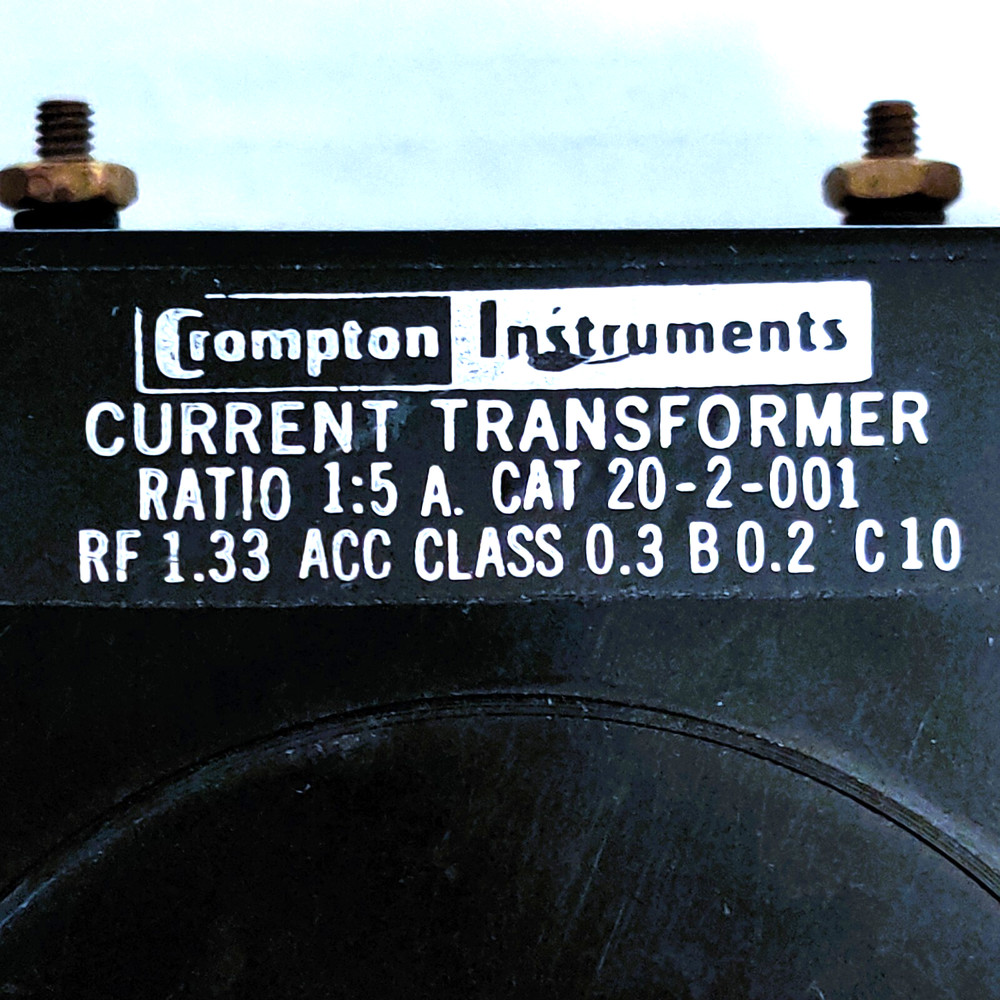 Crompton Instruments
CURRENT TRANSFORMER
RATIO 1:5 A. CAT 20-2-001
RF 1.33 ACC CLASS 0.3 B 0.2 C 10